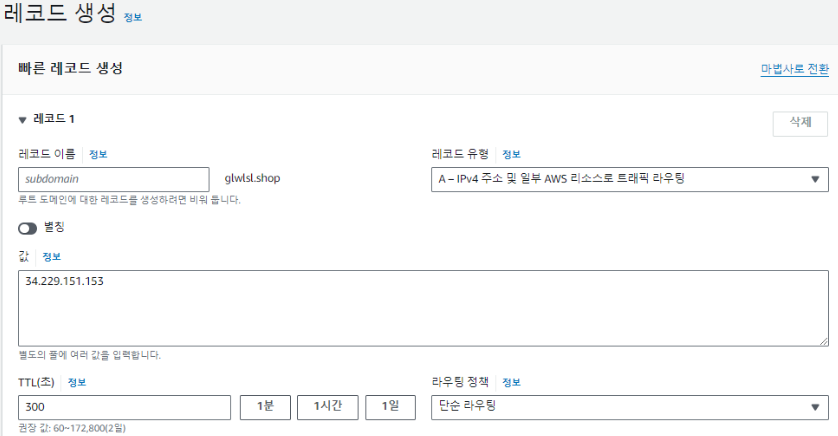 레코드 생성 정보
빠른 레코드 생성 마법사로 전환
▼ 레코드 1 삭제
레코드 이름 정보 레코드 유형 정보
subdomain glwlsl.shop A – IPv4 주소 및 일부 AWS 리소스로 트래픽 라우팅
루트 도메인에 대한 레코드를 생성하려면 비워 둡니다.
별칭
값 정보
34.229.151.153
별도의 줄에 여러 값을 입력합니다.
TTL(초) 정보 라우팅 정책 정보
300 1분 1시간 1일 단순 라우팅
권장 값: 60~172,800(2일)